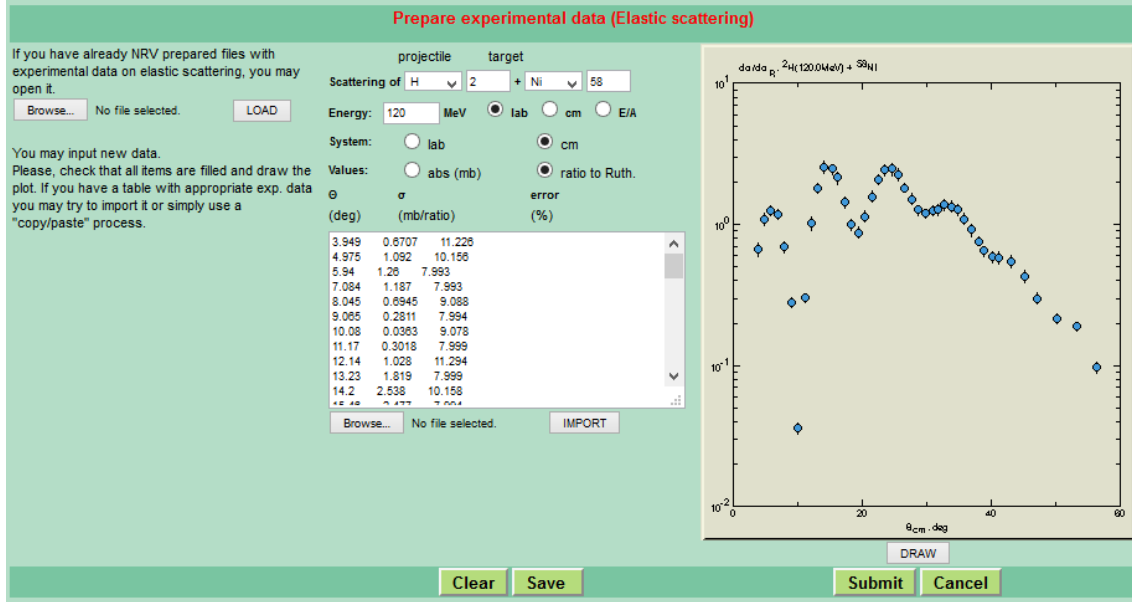 Prepare experimental data (Elastic scattering)
If you have already NRV prepared files with
experimental data on elastic scattering, you may
open it.
Browse... No file selected. LOAD
You may input new data.
Please, check that all items are filled and draw the
plot. If you have a table with appropriate exp. data
you may try to import it or simply use a
"copy/paste" process.
projectile target
Scattering of H 2 + Ni 58
Energy: 120 MeV lab cm E/A
System: lab cm
Values: abs (mb) ratio to Ruth.
Θ σ error
(deg) (mb/ratio) (%)
3.949 0.6707 11.226
4.975 1.092 10.156
5.94 1.26 7.993
7.084 1.187 7.993
8.045 0.6945 9.088
9.065 0.2811 7.994
10.08 0.0363 9.078
11.17 0.3018 7.999
12.14 1.028 11.294
13.23 1.819 7.999
14.2 2.538 10.158
Browse... No file selected. IMPORT
dσ/dσ R, 2H(120.0MeV) + 58Ni
10^1
10^0
10^-1
10^-2
0 20 40 60
θcm, deg
DRAW
Clear Save Submit Cancel